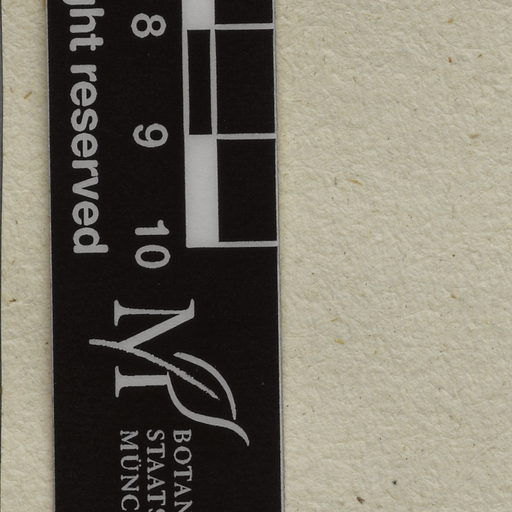 ght reserved
8
9
10
M
BOTAN
STAATS
MÜNC